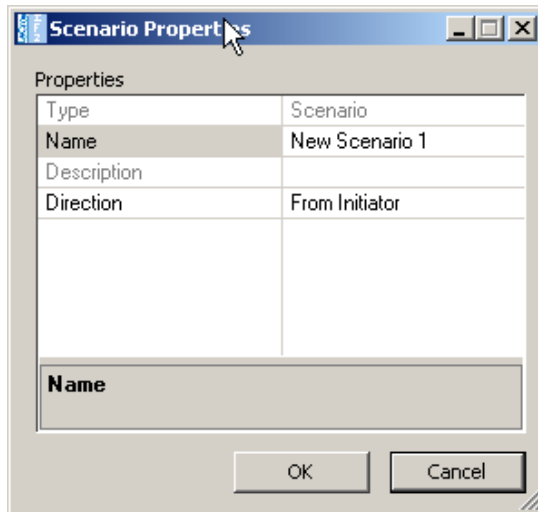 Scenario Properties
Properties
Type Scenario
Name New Scenario 1
Description
Direction From Initiator
Name
OK Cancel